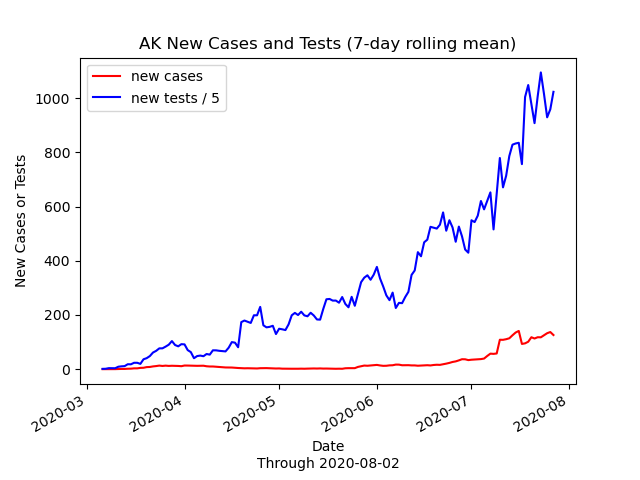 AK New Cases and Tests (7-day rolling mean)
new cases
new tests / 5
New Cases or Tests
1000
800
600
400
200
0
2020-03
2020-04
2020-05
2020-06
2020-07
2020-08
Date
Through 2020-08-02